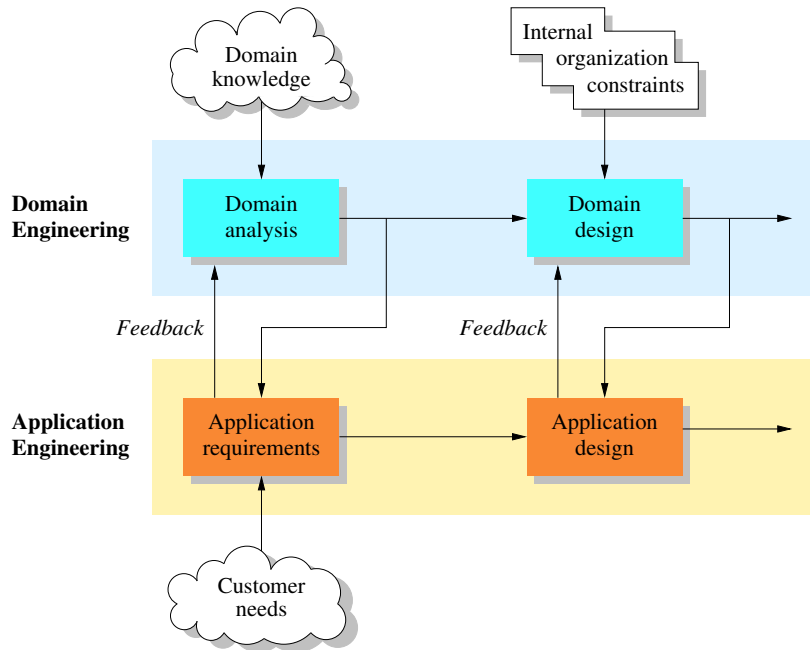 Domain
knowledge
Internal
organization
constraints
Domain
Engineering
Domain
analysis
Domain
design
Feedback
Feedback
Application
Engineering
Application
requirements
Application
design
Customer
needs